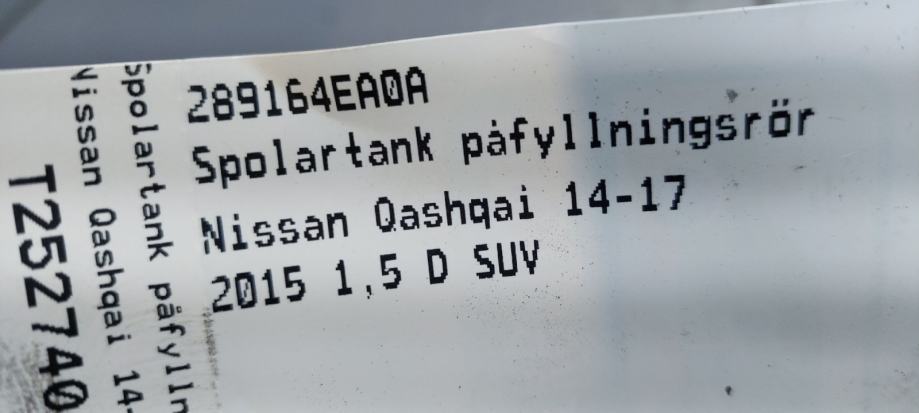 289164EA0A
Spolartank påfyllningsrör
Nissan Qashqai 14-17
2015 1,5 D SUV
Spolartank påfylln
Nissan Qashqai 14-
T252740